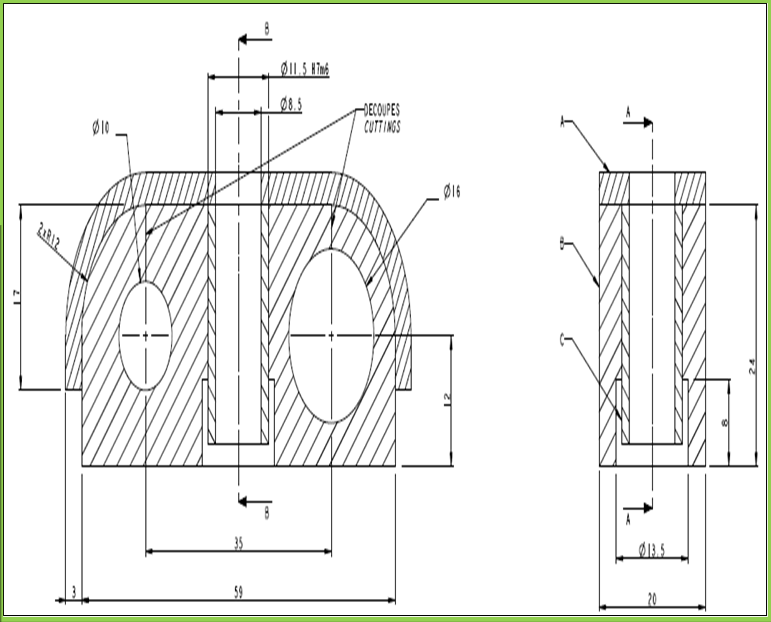 B
Ø11.5 H7m6
Ø8.5
DECOUPES
CUTTINGS
Ø10
Ø16
2xR12
17
12
B
35
3
59
A
A
B
C
24
8
A
Ø13.5
20